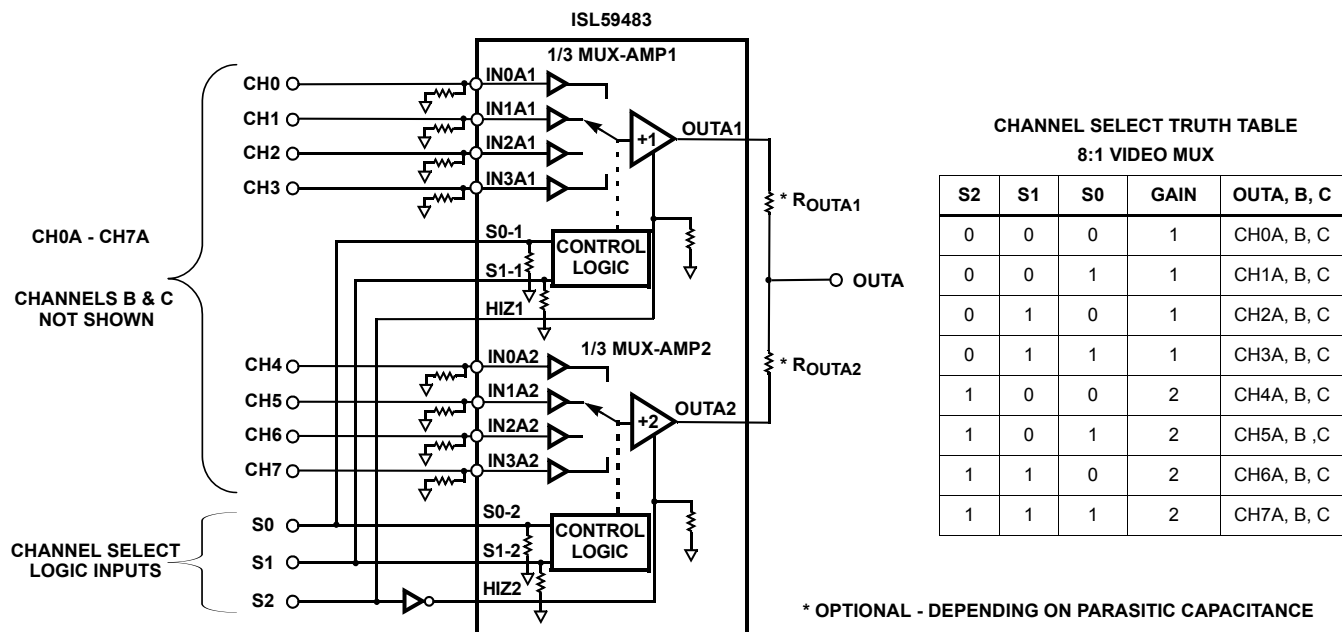 ISL59483
1/3 MUX-AMP1
CH0
IN0A1
CH1
IN1A1
+1
OUTA1
CH2
IN2A1
CH3
IN3A1
* ROUTA1
CH0A - CH7A
CHANNELS B & C
NOT SHOWN
S0-1
CONTROL
LOGIC
S1-1
OUTA
HIZ1
1/3 MUX-AMP2
CH4
IN0A2
* ROUTA2
CH5
IN1A2
+2
OUTA2
CH6
IN2A2
CH7
IN3A2
S0
S0-2
CONTROL
LOGIC
CHANNEL SELECT
LOGIC INPUTS
S1
S1-2
S2
HIZ2
CHANNEL SELECT TRUTH TABLE
8:1 VIDEO MUX
S2 S1 S0 GAIN OUTA, B, C
0 0 0 1 CH0A, B, C
0 0 1 1 CH1A, B, C
0 1 0 1 CH2A, B, C
0 1 1 1 CH3A, B, C
1 0 0 2 CH4A, B, C
1 0 1 2 CH5A, B ,C
1 1 0 2 CH6A, B, C
1 1 1 2 CH7A, B, C
* OPTIONAL - DEPENDING ON PARASITIC CAPACITANCE